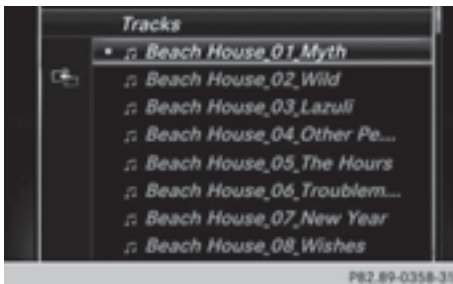 Tracks
Beach House_01_Myth
Beach House_02_Wild
Beach House_03_Lazuli
Beach House_04_Other Pe...
Beach House_05_The Hours
Beach House_06_Troublem...
Beach House_07_New Year
Beach House_08_Wishes
P82.89-0358-31